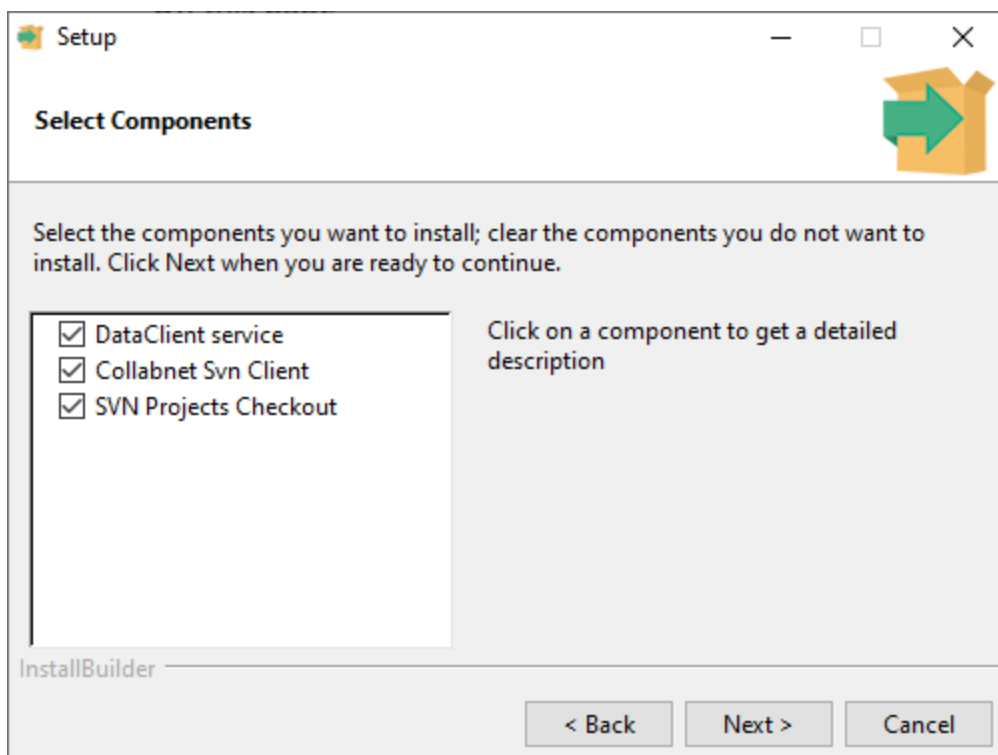 Setup
Select Components
Select the components you want to install; clear the components you do not want to
install. Click Next when you are ready to continue.
DataClient service
Collabnet Svn Client
SVN Projects Checkout
Click on a component to get a detailed
description
InstallBuilder
< Back
Next >
Cancel